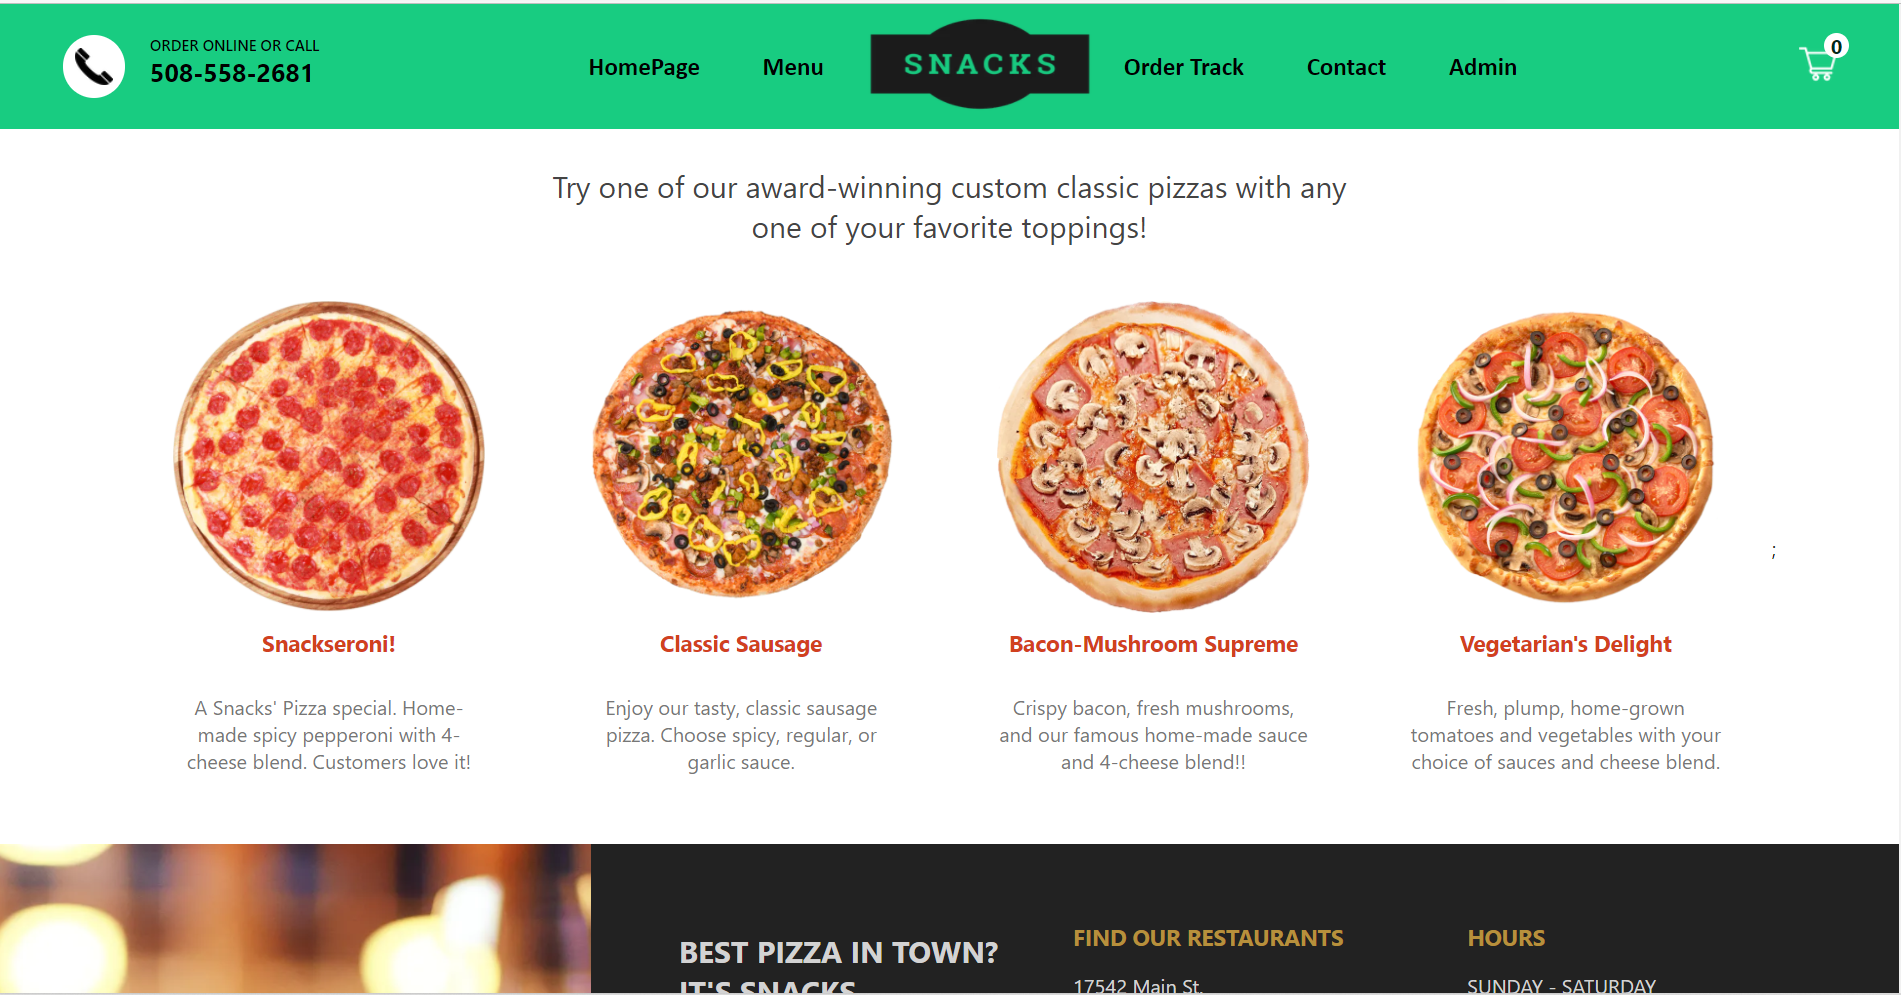 ORDER ONLINE OR CALL
508-558-2681
HomePage
Menu
SNACKS
Order Track
Contact
Admin
0
Try one of our award-winning custom classic pizzas with any
one of your favorite toppings!
;
Snackseroni!
A Snacks' Pizza special. Home-
made spicy pepperoni with 4-
cheese blend. Customers love it!
Classic Sausage
Enjoy our tasty, classic sausage
pizza. Choose spicy, regular, or
garlic sauce.
Bacon-Mushroom Supreme
Crispy bacon, fresh mushrooms,
and our famous home-made sauce
and 4-cheese blend!!
Vegetarian's Delight
Fresh, plump, home-grown
tomatoes and vegetables with your
choice of sauces and cheese blend.
BEST PIZZA IN TOWN?
IT'S SNACKS
FIND OUR RESTAURANTS
17542 Main St.
HOURS
SUNDAY - SATURDAY